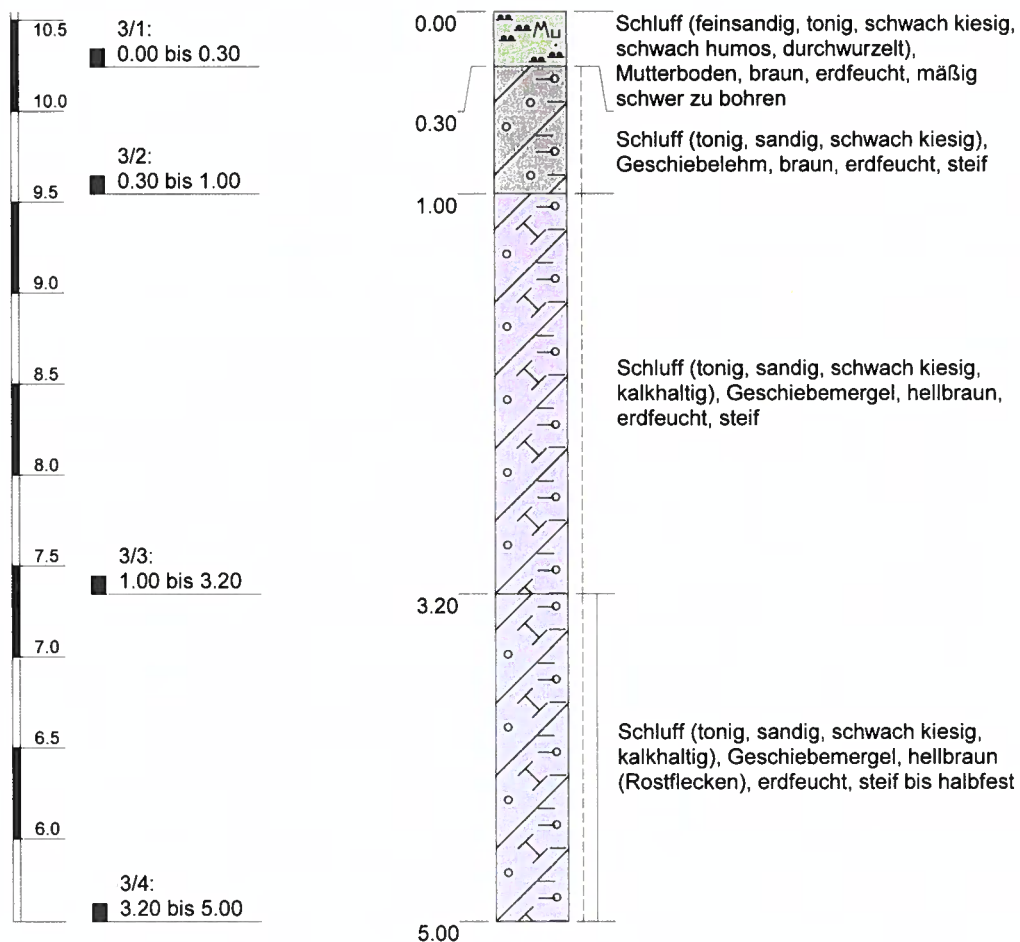 10.5
10.0
9.5
9.0
8.5
8.0
7.5
7.0
6.5
6.0
3/1:
0.00 bis 0.30
3/2:
0.30 bis 1.00
3/3:
1.00 bis 3.20
3/4:
3.20 bis 5.00
0.00
0.30
1.00
3.20
5.00
Mu
Schluff (feinsandig, tonig, schwach kiesig,
schwach humos, durchwurzelt),
Mutterboden, braun, erdfeucht, mäßig
schwer zu bohren
Schluff (tonig, sandig, schwach kiesig),
Geschiebelehm, braun, erdfeucht, steif
Schluff (tonig, sandig, schwach kiesig,
kalkhaltig), Geschiebemergel, hellbraun,
erdfeucht, steif
Schluff (tonig, sandig, schwach kiesig,
kalkhaltig), Geschiebemergel, hellbraun
(Rostflecken), erdfeucht, steif bis halbfest